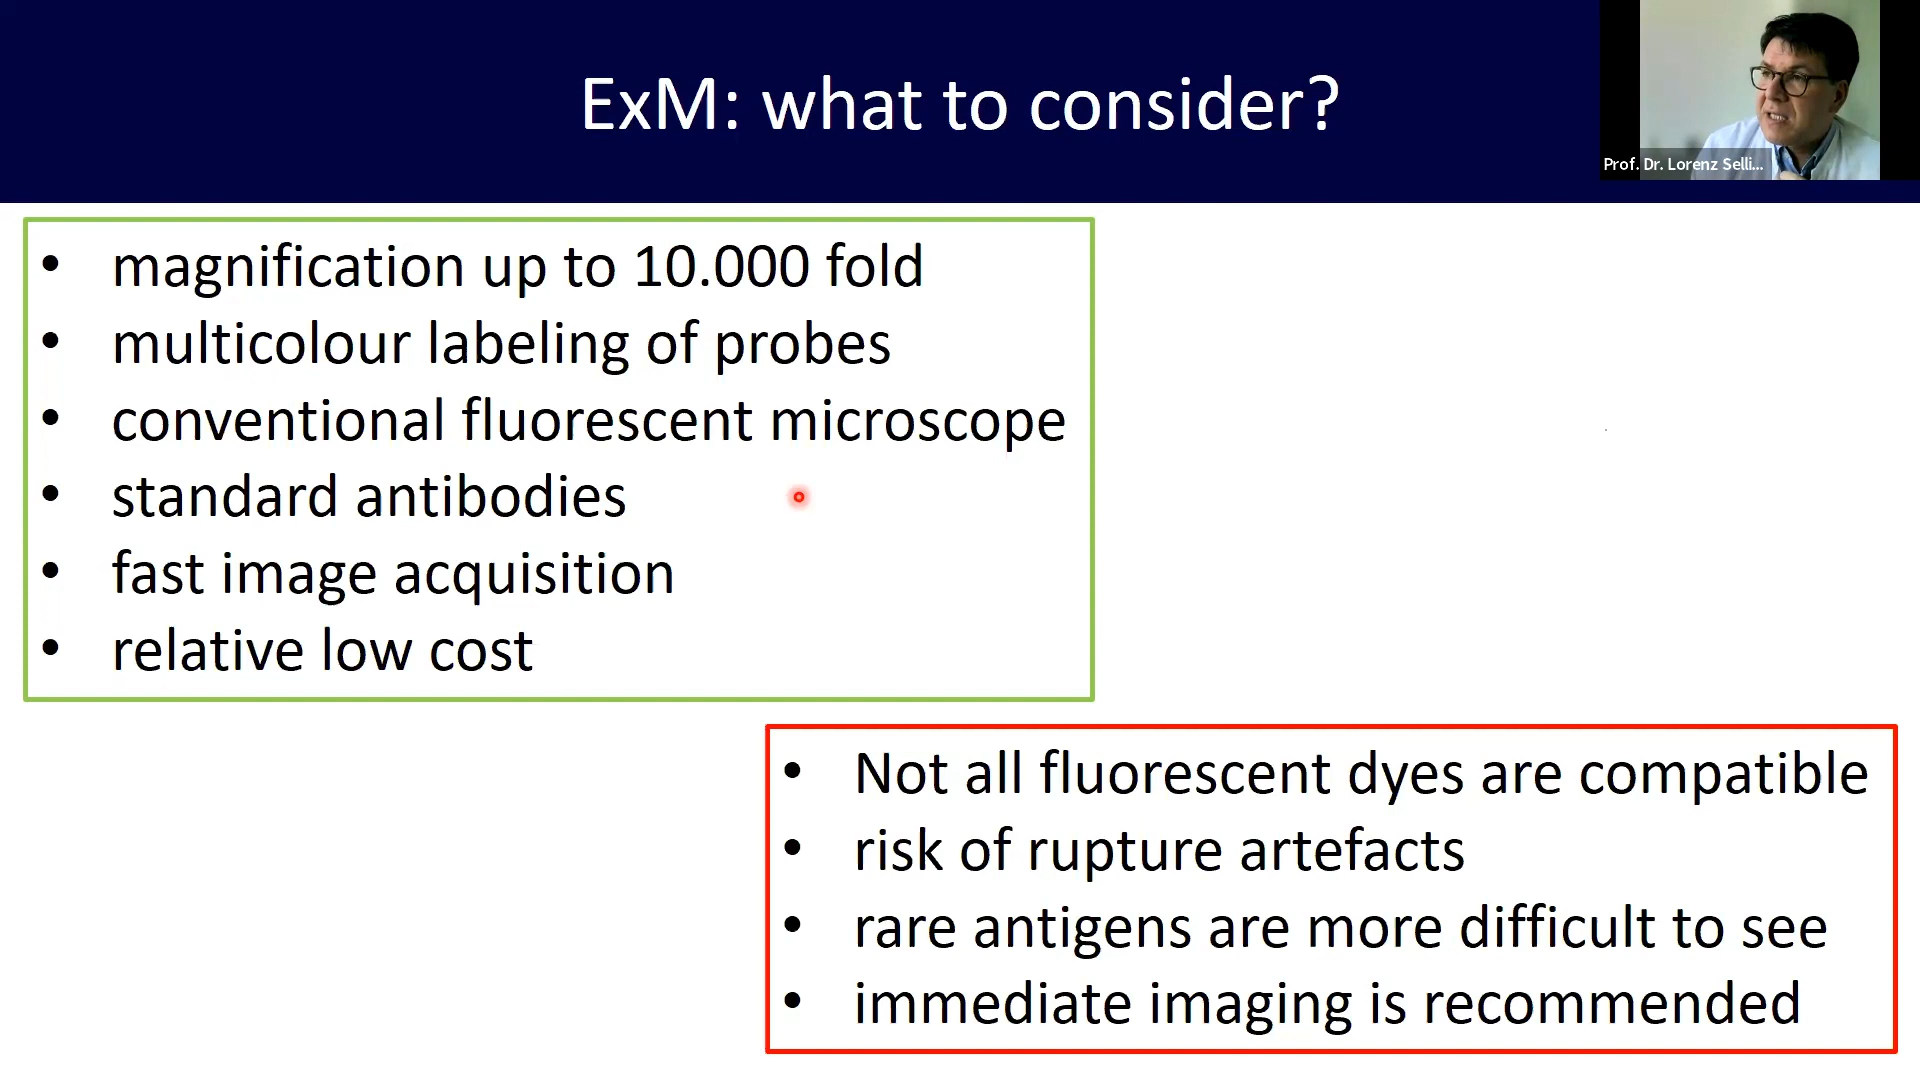 ExM: what to consider?
Prof. Dr. Lorenz Selli...
• magnification up to 10.000 fold
• multicolour labeling of probes
• conventional fluorescent microscope
• standard antibodies
• fast image acquisition
• relative low cost
• Not all fluorescent dyes are compatible
• risk of rupture artefacts
• rare antigens are more difficult to see
• immediate imaging is recommended